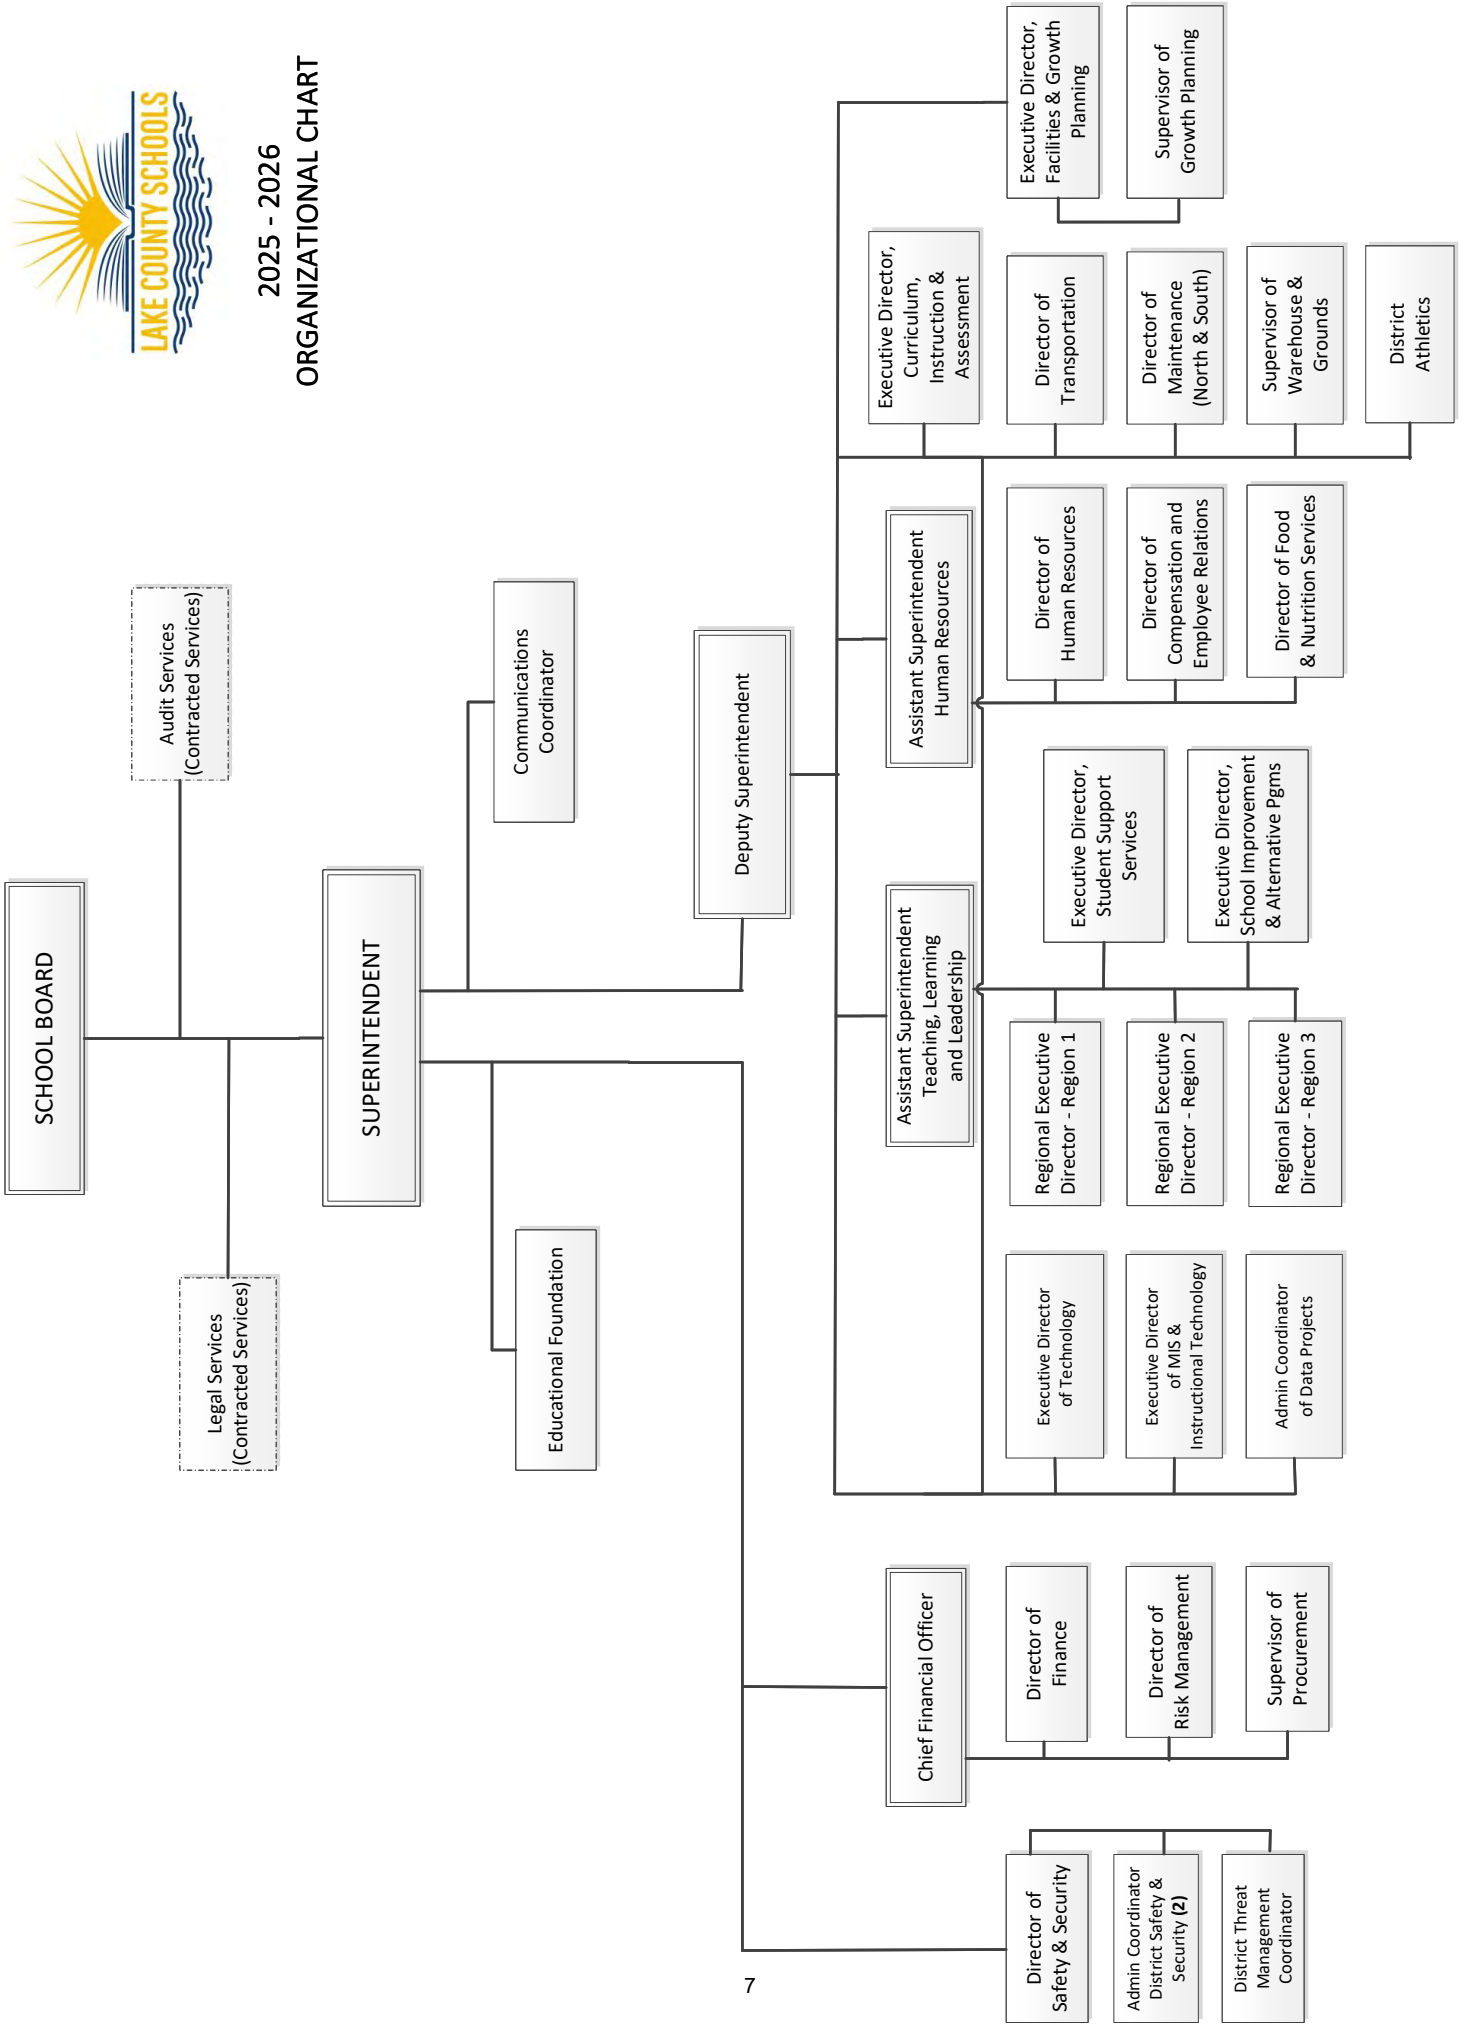 LAKE COUNTY SCHOOLS
2025 - 2026
ORGANIZATIONAL CHART
SCHOOL BOARD
Legal Services
(Contracted Services)
Audit Services
(Contracted Services)
SUPERINTENDENT
Educational Foundation
Communications
Coordinator
Deputy Superintendent
Chief Financial Officer
Assistant Superintendent
Teaching, Learning
and Leadership
Assistant Superintendent
Human Resources
Executive Director,
Curriculum,
Instruction &
Assessment
Director of
Safety & Security
Admin Coordinator
District Safety &
Security (2)
District Threat
Management
Coordinator
Director of
Finance
Director of
Risk Management
Supervisor of
Procurement
Executive Director
of Technology
Executive Director
of MIS &
Instructional Technology
Admin Coordinator
of Data Projects
Regional Executive
Director - Region 1
Regional Executive
Director - Region 2
Regional Executive
Director - Region 3
Executive Director,
Student Support
Services
Executive Director,
School Improvement
& Alternative Pgms
Director of
Human Resources
Director of
Compensation and
Employee Relations
Director of Food
& Nutrition Services
Director of
Transportation
Director of
Maintenance
(North & South)
Supervisor of
Warehouse &
Grounds
District
Athletics
Executive Director,
Facilities & Growth
Planning
Supervisor of
Growth Planning
7